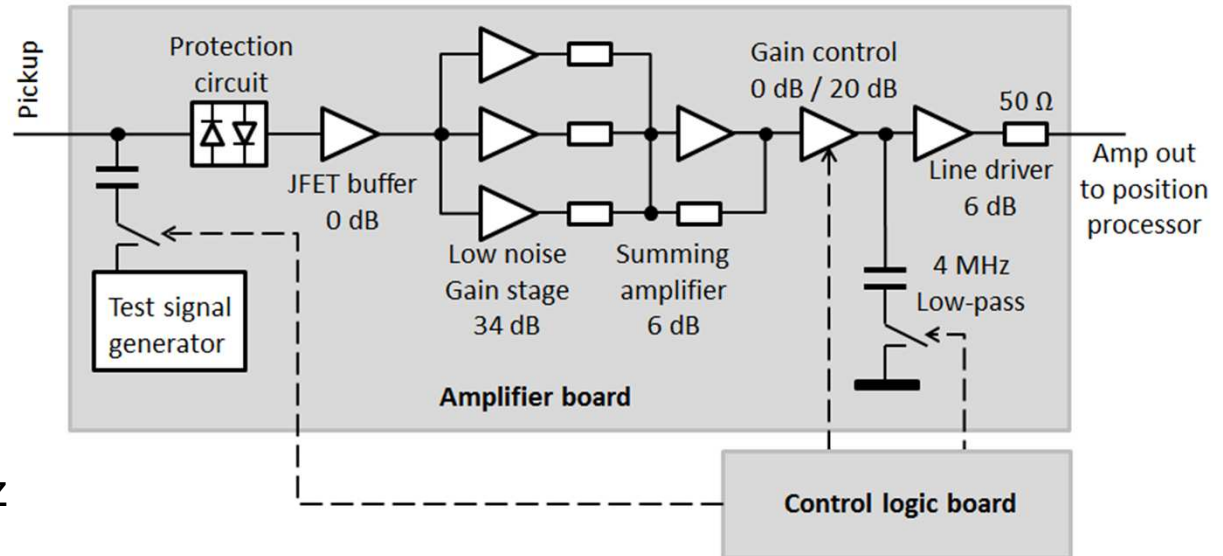 Pickup
Protection
circuit
JFET buffer
0 dB
Low noise
Gain stage
34 dB
Summing
amplifier
6 dB
Gain control
0 dB / 20 dB
50 Ω
Line driver
6 dB
Amp out
to position
processor
4 MHz
Low-pass
Test signal
generator
Amplifier board
z
Control logic board